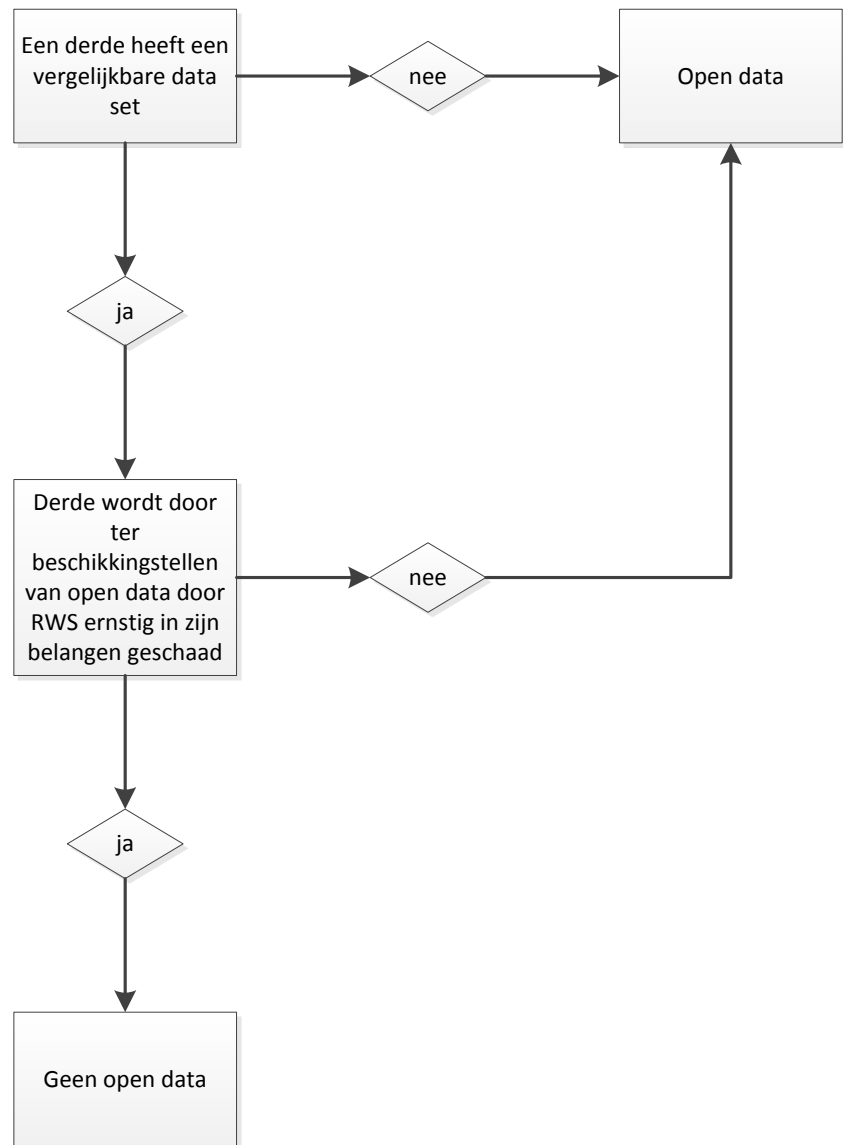 Een derde heeft een
vergelijkbare data
set
nee
Open data
ja
Derde wordt door
ter
beschikkingstellen
van open data door
RWS ernstig in zijn
belangen geschaad
nee
ja
Geen open data